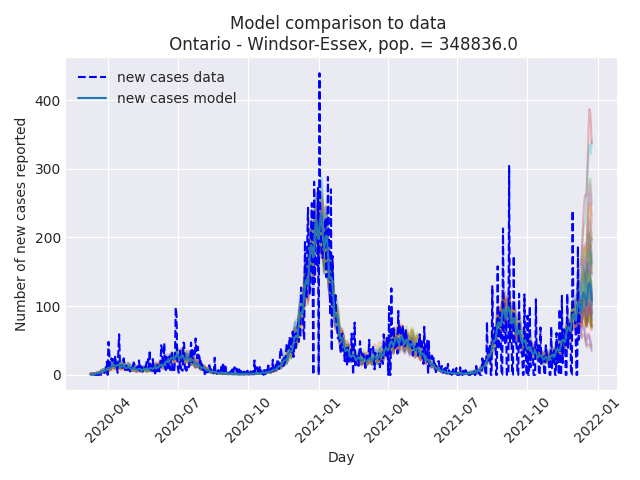 Model comparison to data
Ontario - Windsor-Essex, pop. = 348836.0
new cases data
new cases model
Number of new cases reported
400
300
200
100
0
2020-04
2020-07
2020-10
2021-01
2021-04
2021-07
2021-10
2022-01
Day